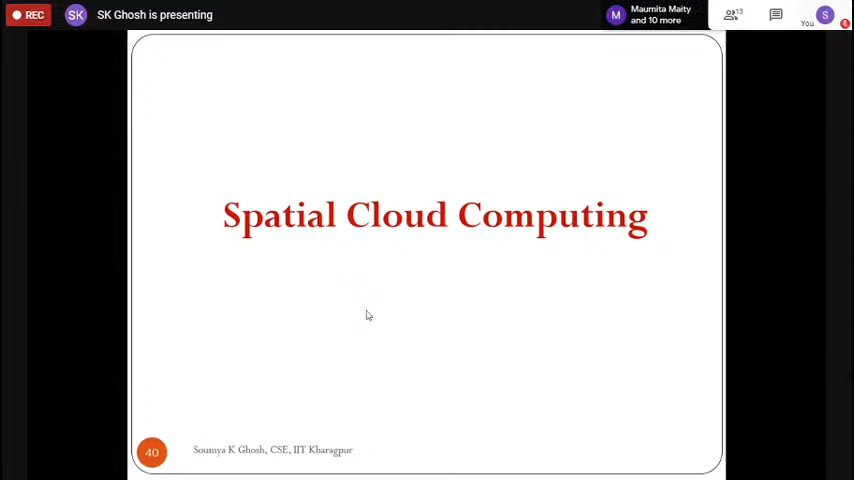 REC
SK
SK Ghosh is presenting
M
Maumita Maity
and 10 more
13
You
S
Spatial Cloud Computing
40
Soumya K Ghosh, CSE, IIT Kharagpur